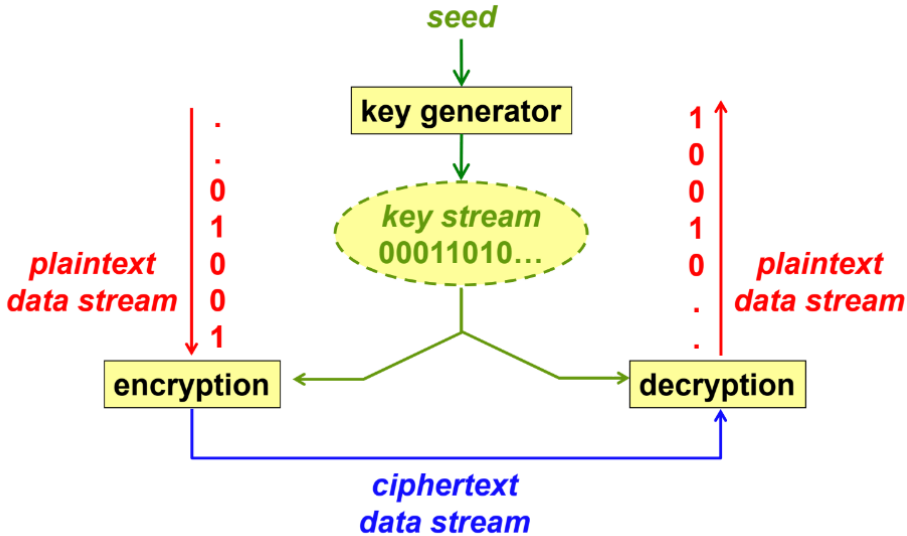 seed
key generator
key stream
00011010...
.
.
0
1
0
0
1
plaintext
data stream
1
0
0
1
0
.
.
plaintext
data stream
encryption
decryption
ciphertext
data stream